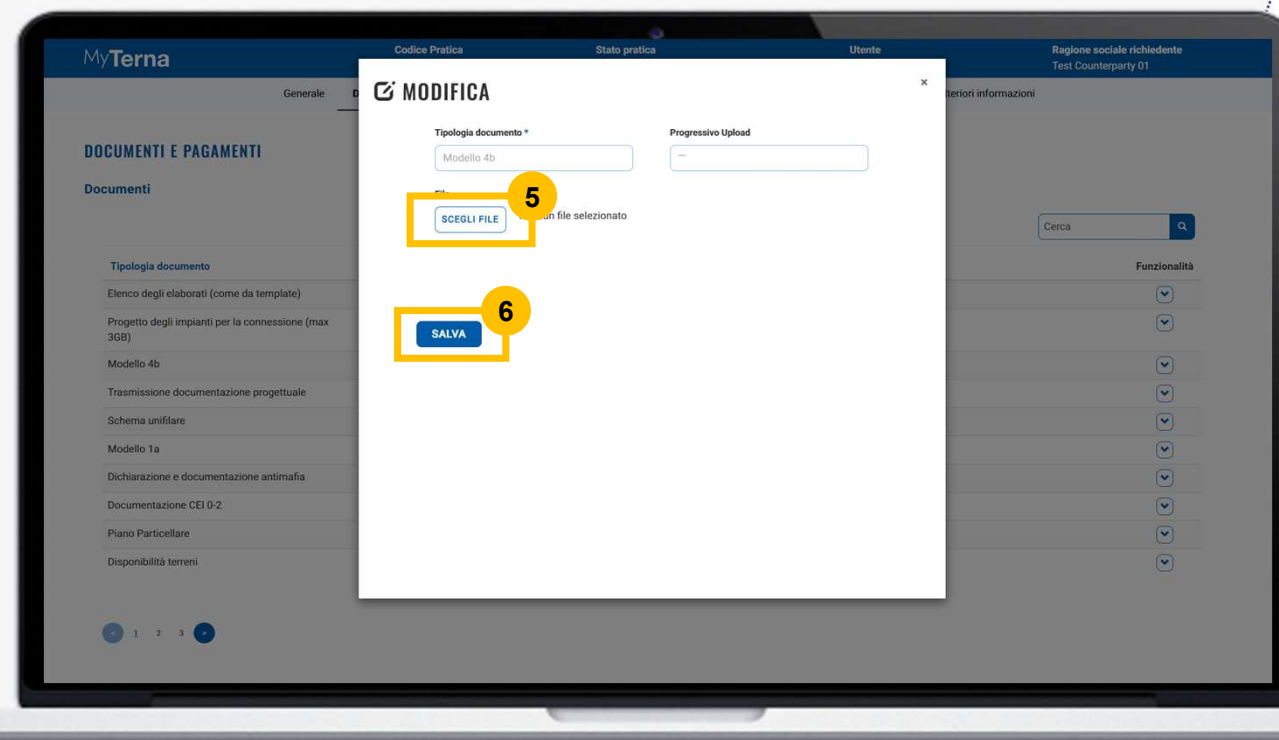 MyTerna
Codice Pratica
Stato pratica
Utente
Ragione sociale richiedente
Test Counterparty 01
Generale
informazioni
DOCUMENTI E PAGAMENTI
Documenti
Cerca
Tipologia documento
Funzionalità
Elenco degli elaborati (come da template)
Progetto degli impianti per la connessione (max
3GB)
Modello 4b
Trasmissione documentazione progettuale
Schema unifilare
Modello 1a
Dichiarazione e documentazione antimafia
Documentazione CEI 0-2
Piano Particellare
Disponibilità terreni
« 1 2 3 »
MODIFICA
×
Tipologia documento *
Progressivo Upload
Modello 4b
—
5
SCEGLI FILE
file selezionato
6
SALVA